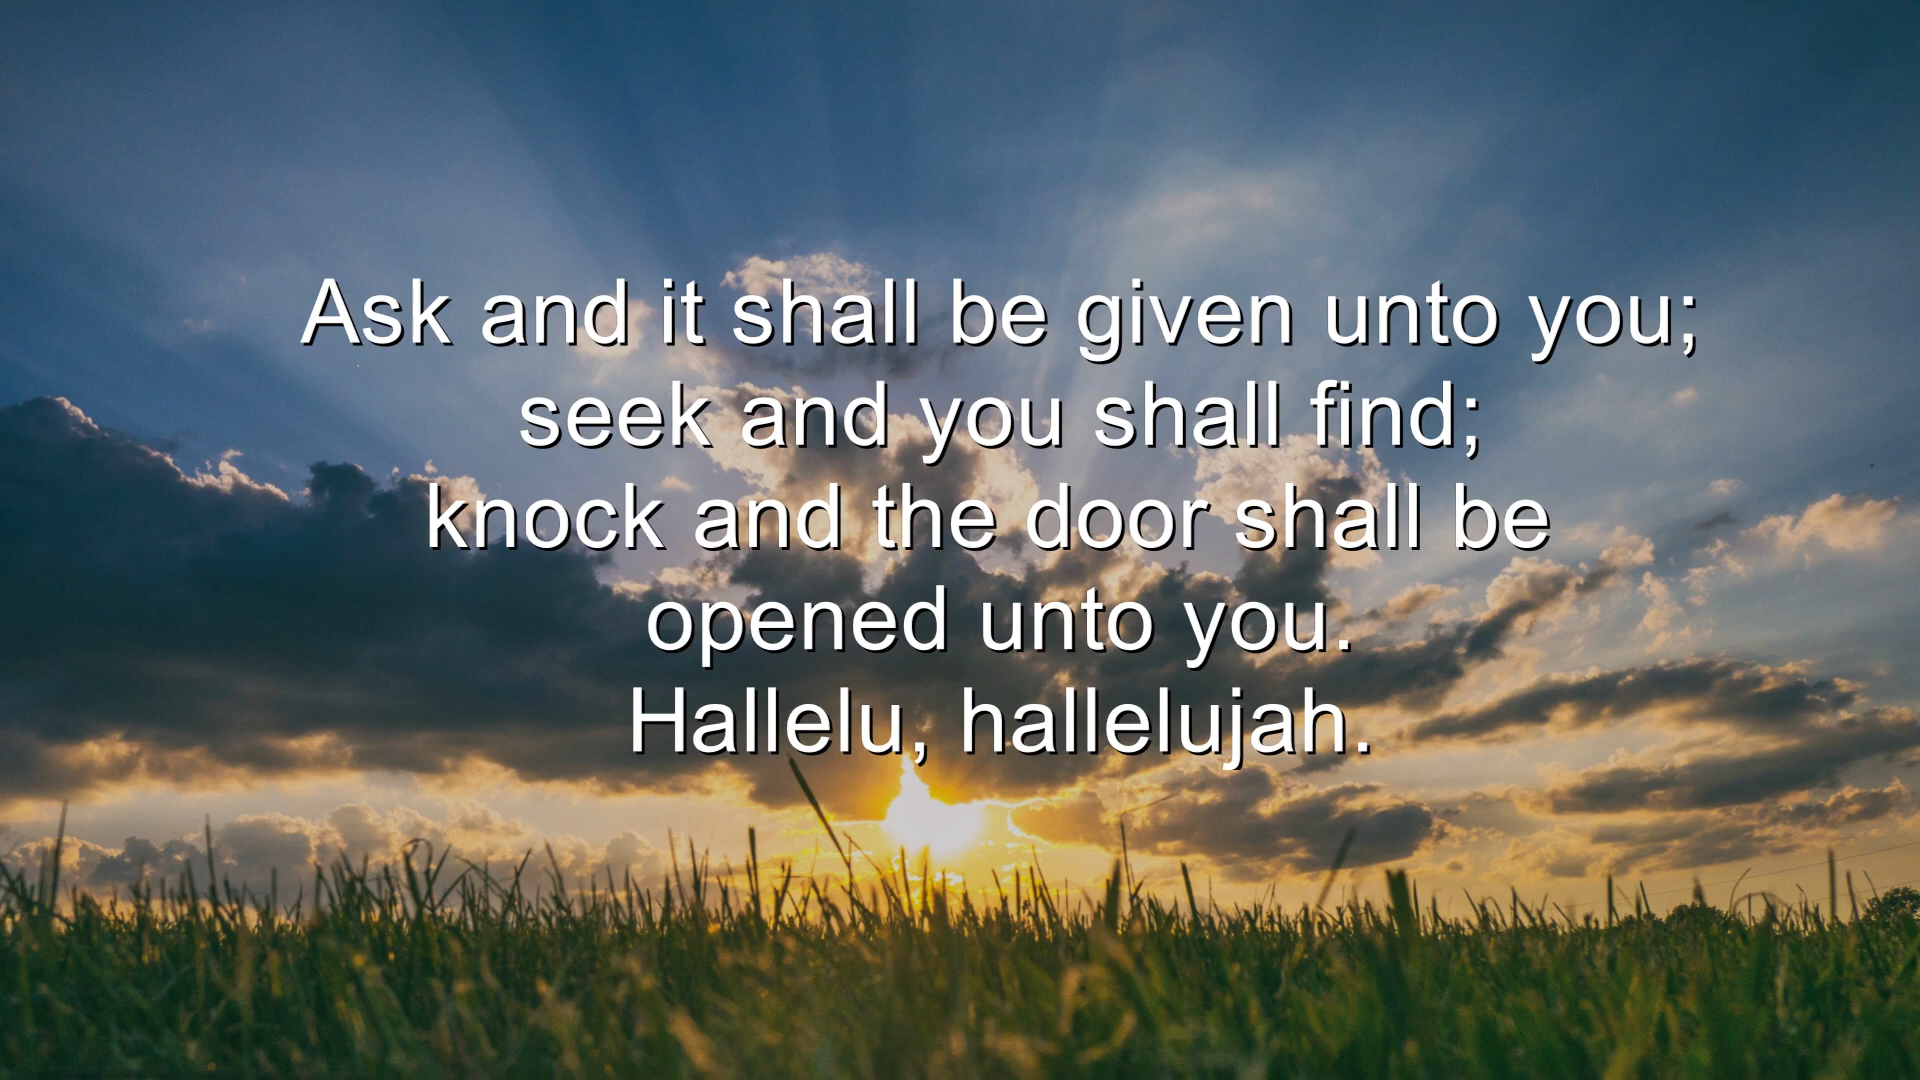 Ask and it shall be given unto you;
seek and you shall find;
knock and the door shall be
opened unto you.
Hallelu, hallelujah.